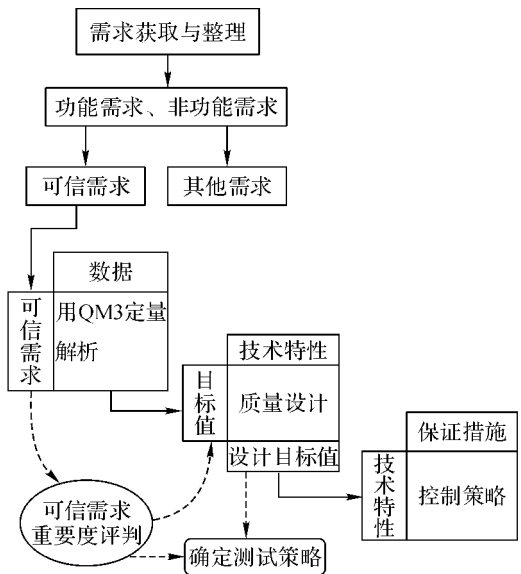 需求获取与整理
功能需求、非功能需求
可信需求
其他需求
数据
可信需求
用QM3定量
解析
技术特性
目标值
质量设计
设计目标值
保证措施
技术特性
控制策略
可信需求
重要度评判
确定测试策略